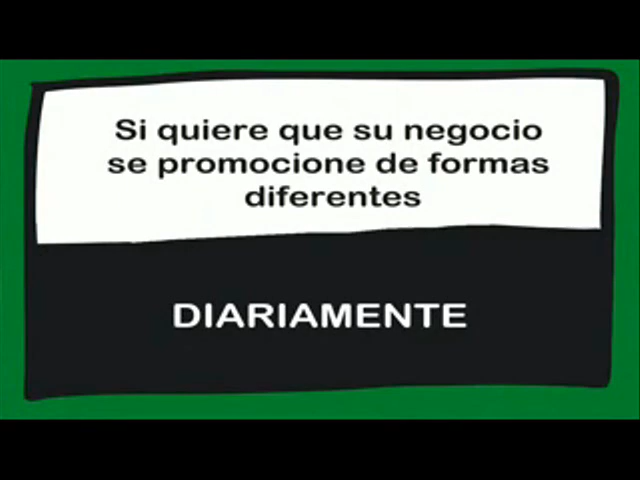 Si quiere que su negocio
se promocione de formas
diferentes
DIARIAMENTE